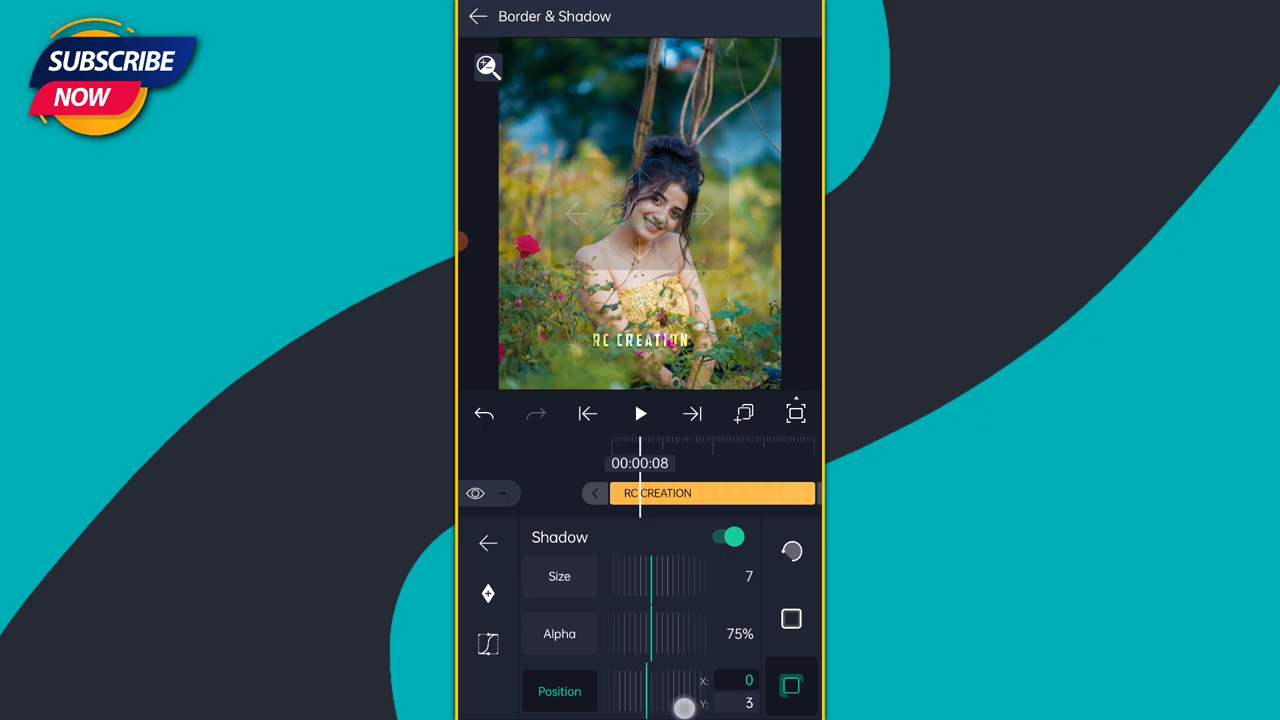 SUBSCRIBE
NOW
Border & Shadow
RC CREATION
00:00:08
RC CREATION
Shadow
Size 7
Alpha 75%
Position X: 0
Y: 3